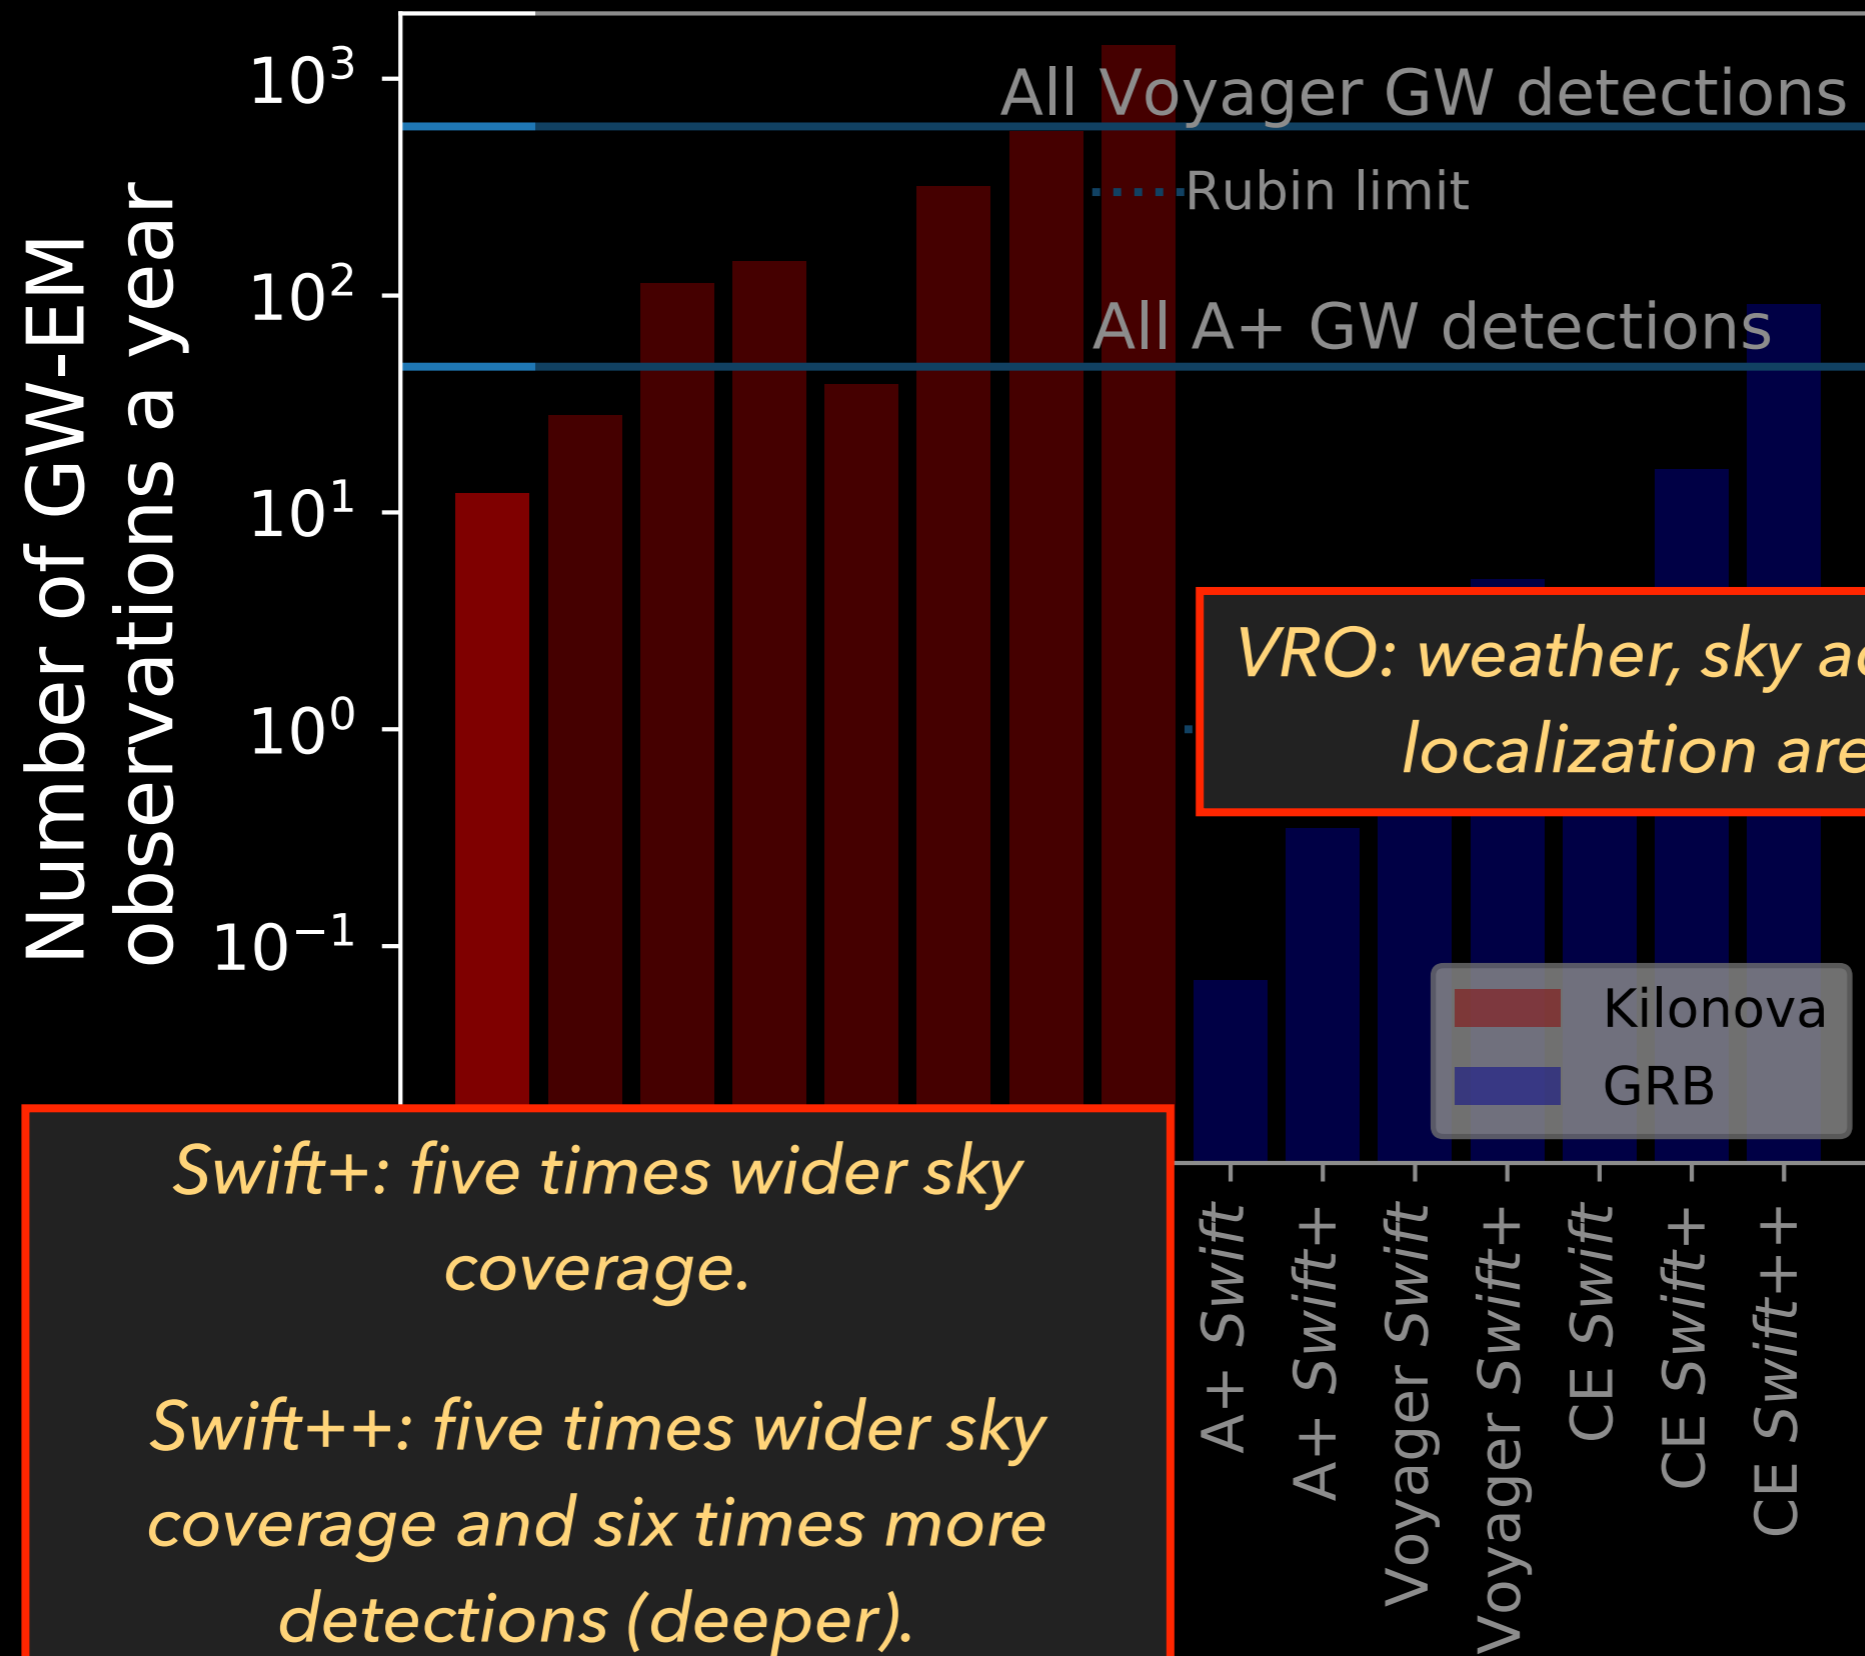 Number of GW-EM
observations a year
10³
10²
10¹
10⁰
10⁻¹
All Voyager GW detections
Rubin limit
All A+ GW detections
VRO: weather, sky
localization
Kilonova
GRB
Swift+: five times wider sky
coverage.
Swift++: five times wider sky
coverage and six times more
detections (deeper).
A+ Swift
A+ Swift+
Voyager Swift
Voyager Swift+
CE Swift
CE Swift+
CE Swift++